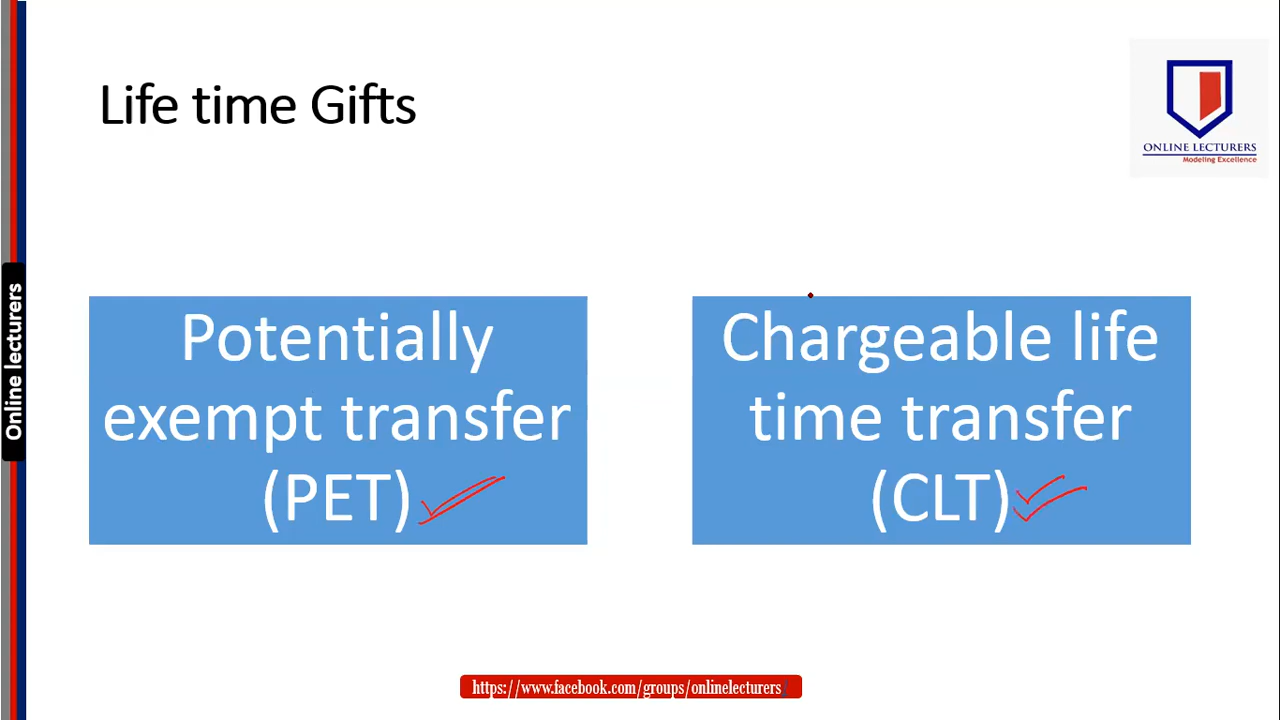 Life time Gifts
ONLINE LECTURERS
Modeling Excellence
Online lecturers
Potentially
exempt transfer
(PET)
Chargeable life
time transfer
(CLT)
https://www.facebook.com/groups/onlinelecturers/